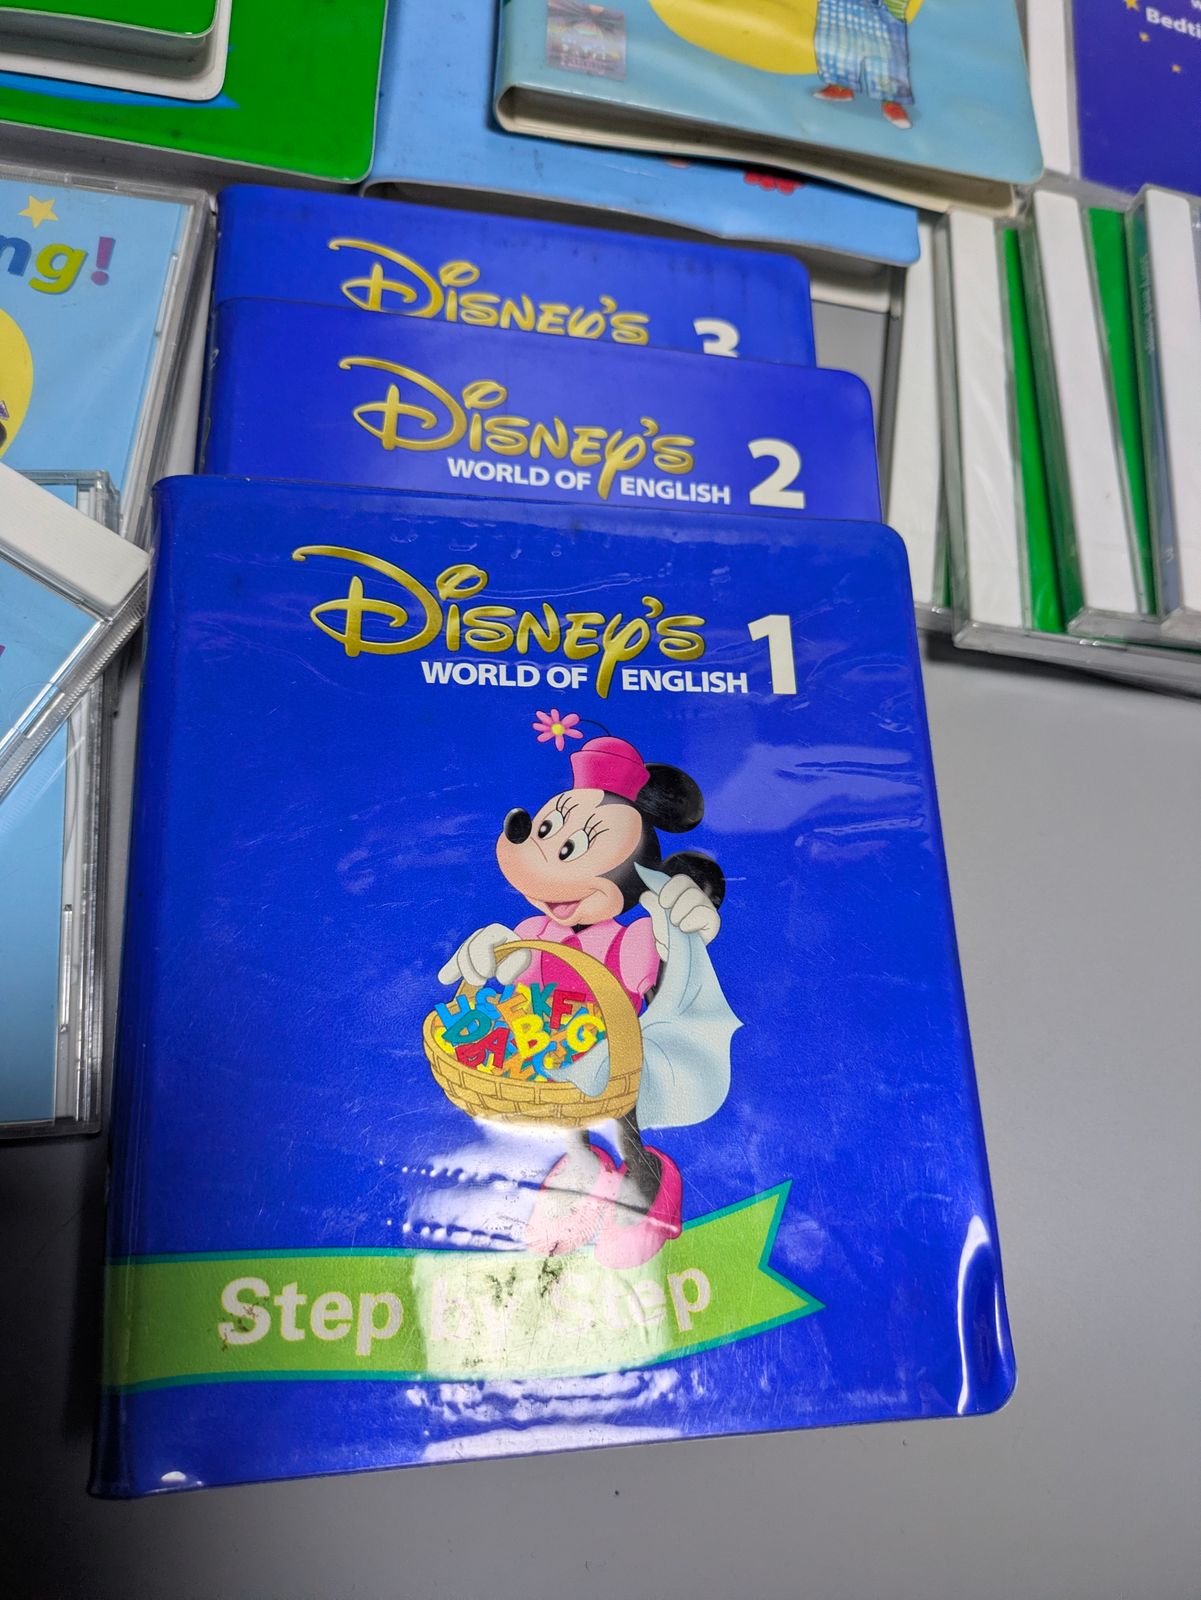 w
Bedti
ng!
DISNEY'S 3
DISNEY'S 2
WORLD OF ENGLISH
DISNEY'S 1
WORLD OF ENGLISH
U S K F
D A B G
Step by Step